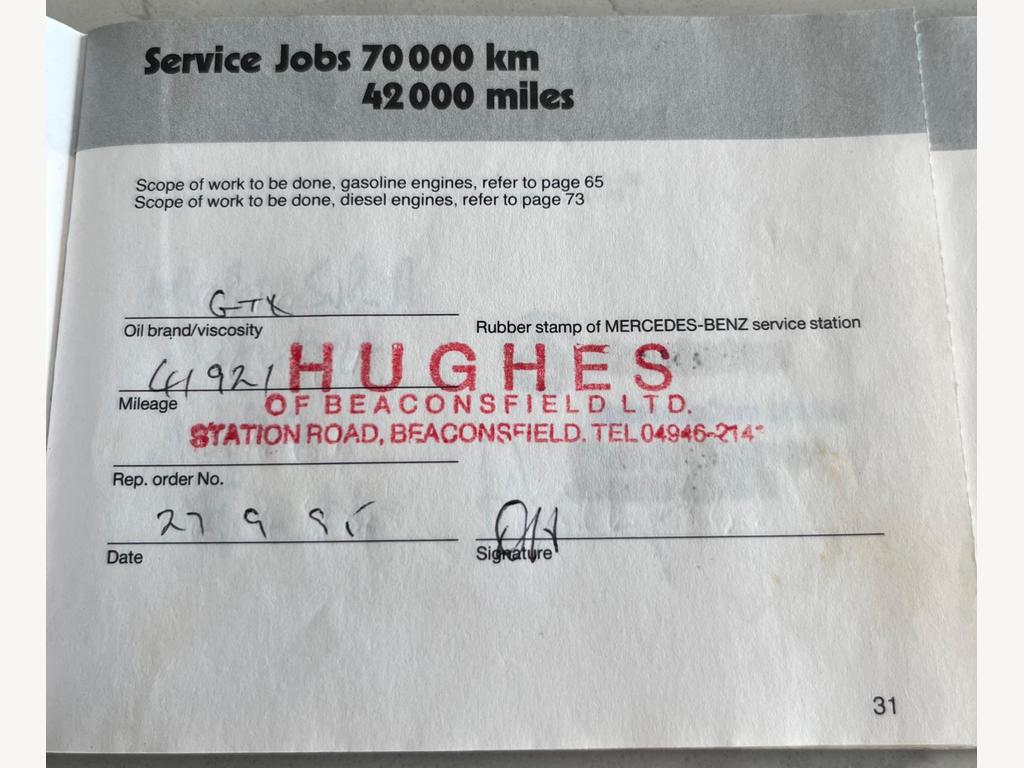 Service Jobs 70 000 km
42 000 miles
Scope of work to be done, gasoline engines, refer to page 65
Scope of work to be done, diesel engines, refer to page 73
GTX
Oil brand/viscosity
Rubber stamp of MERCEDES-BENZ service station
41921
Mileage
HUGHES
OF BEACONSFIELD LTD.
STATION ROAD, BEACONSFIELD. TEL 04946-214
Rep. order No.
27 9 95
Date
Signature
31